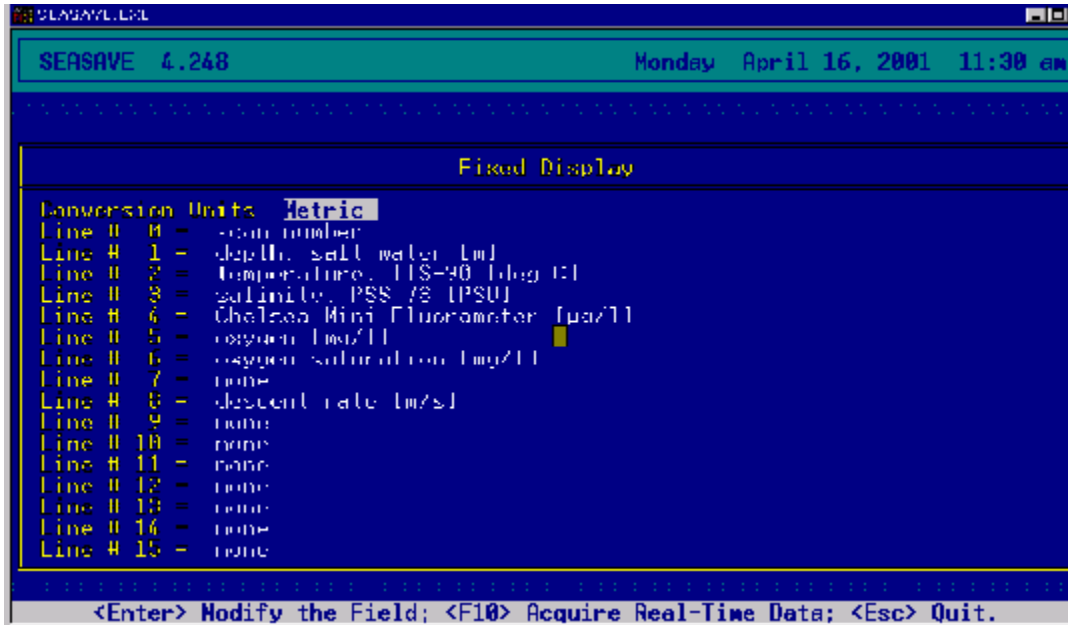 SEASAVE.EXE
SEASAVE 4.248 Monday April 16, 2001 11:30 am
Fixed Display
Conversion Units Metric
Line # 0 = scan number
Line # 1 = depth, salt water [m]
Line # 2 = temperature, ITS-90 [deg C]
Line # 3 = salinity, PSS-78 [PSU]
Line # 4 = Chelsea Mini Fluorometer [µg/l]
Line # 5 = oxygen [mg/l]
Line # 6 = oxygen saturation [mg/l]
Line # 7 = none
Line # 8 = descent rate [m/s]
Line # 9 = none
Line # 10 = none
Line # 11 = none
Line # 12 = none
Line # 13 = none
Line # 14 = none
Line # 15 = none
<Enter> Modify the Field; <F10> Acquire Real-Time Data; <Esc> Quit.